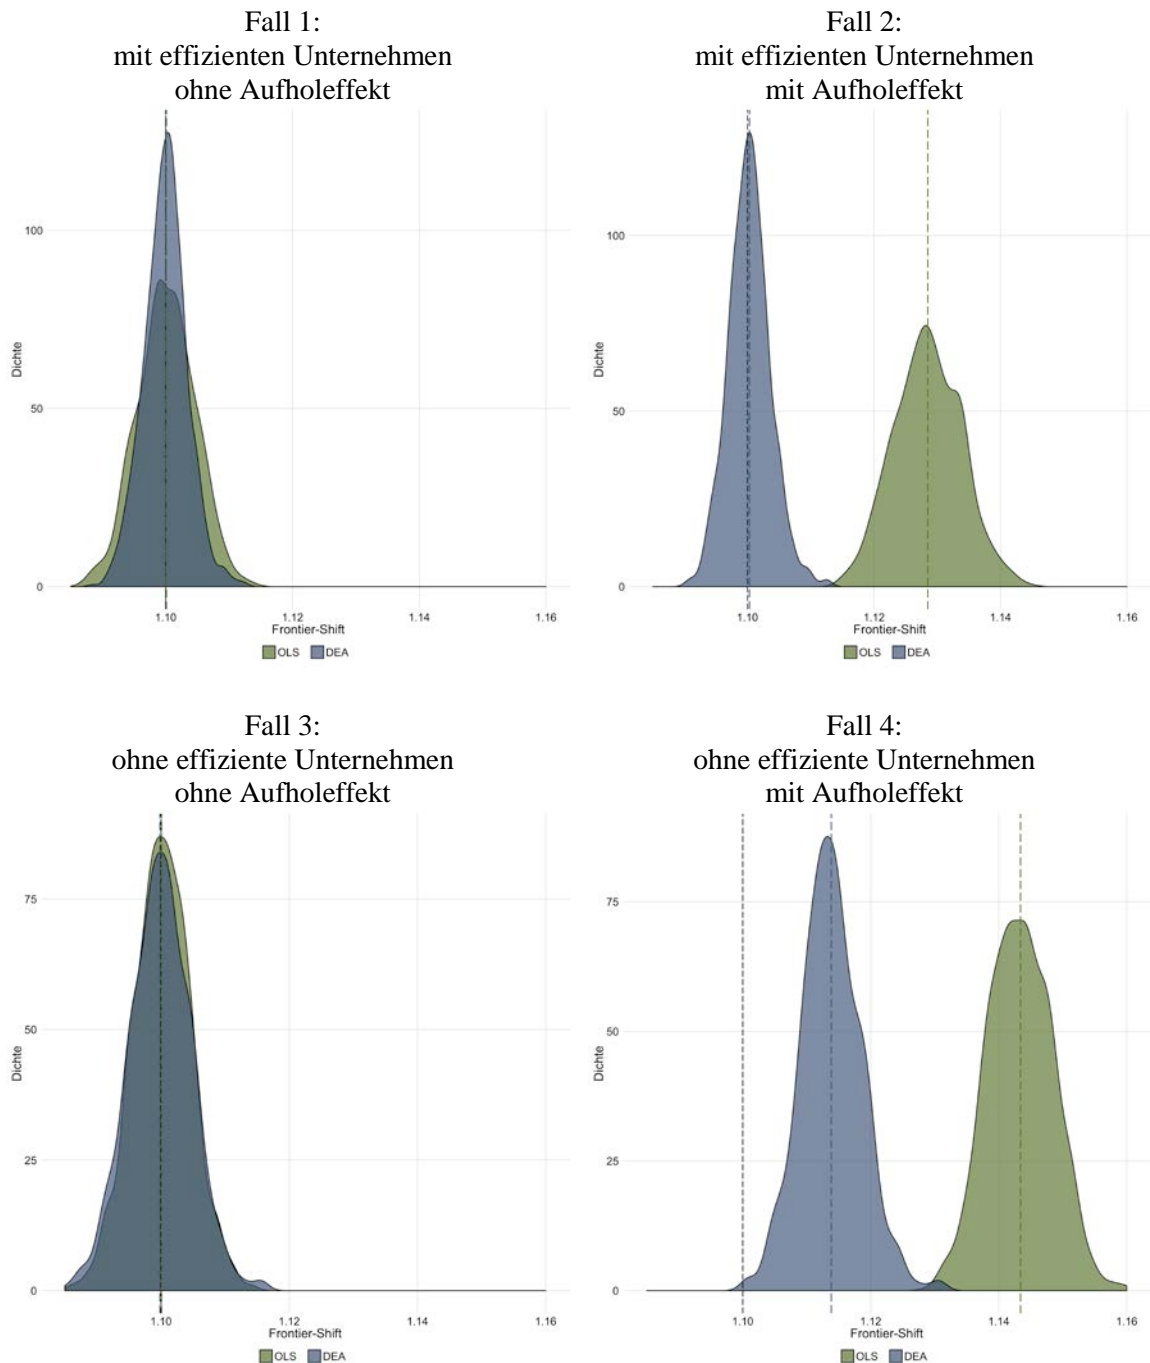 Fall 1:
mit effizienten Unternehmen
ohne Aufholeffekt
Dichte
100
50
0
1.10
1.12
1.14
1.16
Frontier-Shift
OLS DEA
Fall 2:
mit effizienten Unternehmen
mit Aufholeffekt
Dichte
100
50
0
1.10
1.12
1.14
1.16
Frontier-Shift
OLS DEA
Fall 3:
ohne effiziente Unternehmen
ohne Aufholeffekt
Dichte
75
50
25
0
1.10
1.12
1.14
1.16
Frontier-Shift
OLS DEA
Fall 4:
ohne effiziente Unternehmen
mit Aufholeffekt
Dichte
75
50
25
0
1.10
1.12
1.14
1.16
Frontier-Shift
OLS DEA